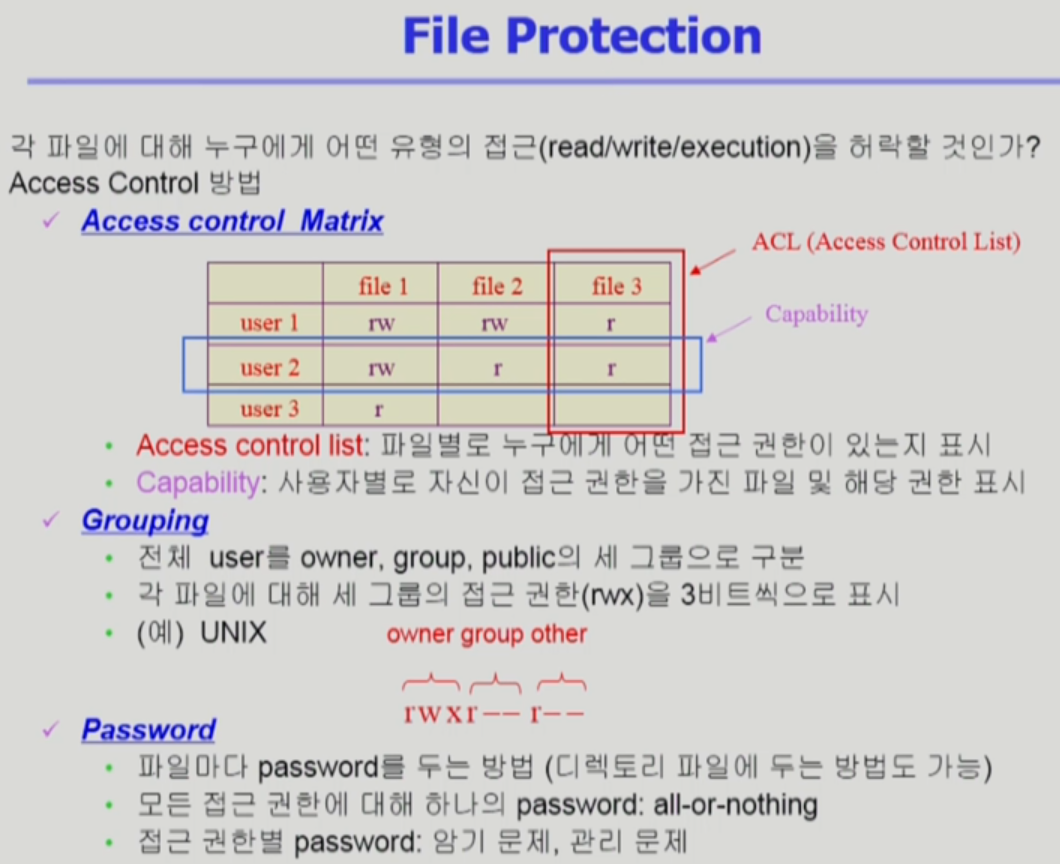 File Protection
각 파일에 대해 누구에게 어떤 유형의 접근(read/write/execution)을 허락할 것인가?
Access Control 방법
✓ Access control Matrix
ACL (Access Control List)
file 1 file 2 file 3
Capability
user 1 rw rw r
user 2 rw r r
user 3 r
• Access control list: 파일별로 누구에게 어떤 접근 권한이 있는지 표시
• Capability: 사용자별로 자신이 접근 권한을 가진 파일 및 해당 권한 표시
✓ Grouping
• 전체 user를 owner, group, public의 세 그룹으로 구분
• 각 파일에 대해 세 그룹의 접근 권한(rwx)을 3비트씩으로 표시
• (예) UNIX owner group other
rwxr−− r−−
✓ Password
• 파일마다 password를 두는 방법 (디렉토리 파일에 두는 방법도 가능)
• 모든 접근 권한에 대해 하나의 password: all-or-nothing
• 접근 권한별 password: 암기 문제, 관리 문제